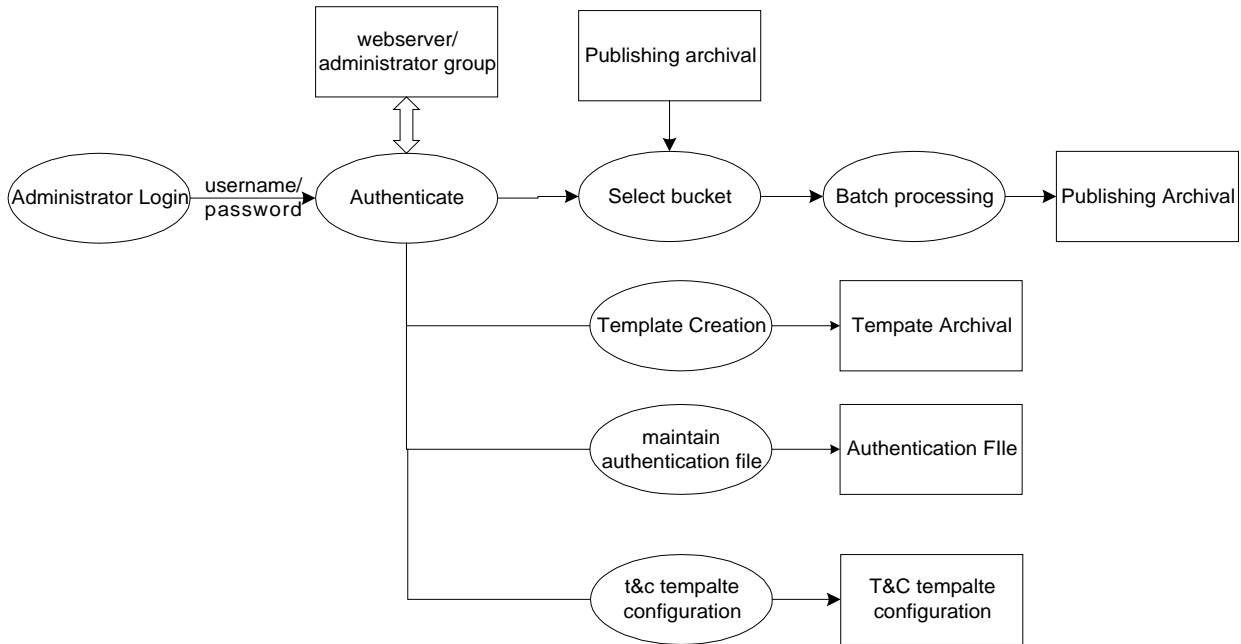 webserver/
administrator group
Publishing archival
Administrator Login
username/
password
Authenticate
Select bucket
Batch processing
Publishing Archival
Template Creation
Tempate Archival
maintain
authentication file
Authentication FIle
t&c tempalte
configuration
T&C tempalte
configuration